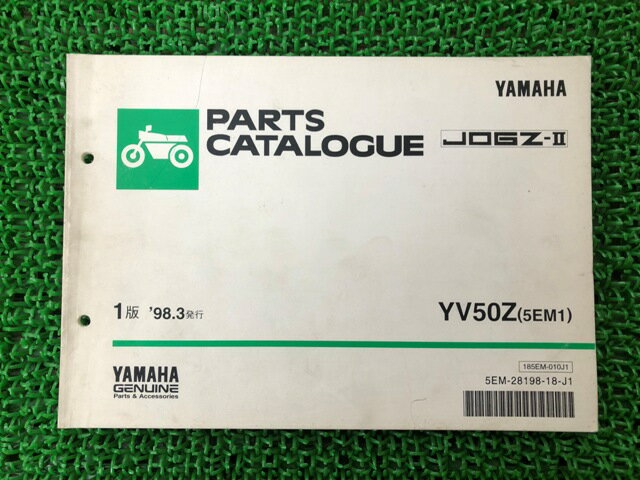 YAMAHA
PARTS
CATALOGUE
JOGZ-II
1版 '98.3発行
YV50Z(5EM1)
YAMAHA
GENUINE
Parts & Accessories
185EM-010J1
5EM-28198-18-J1